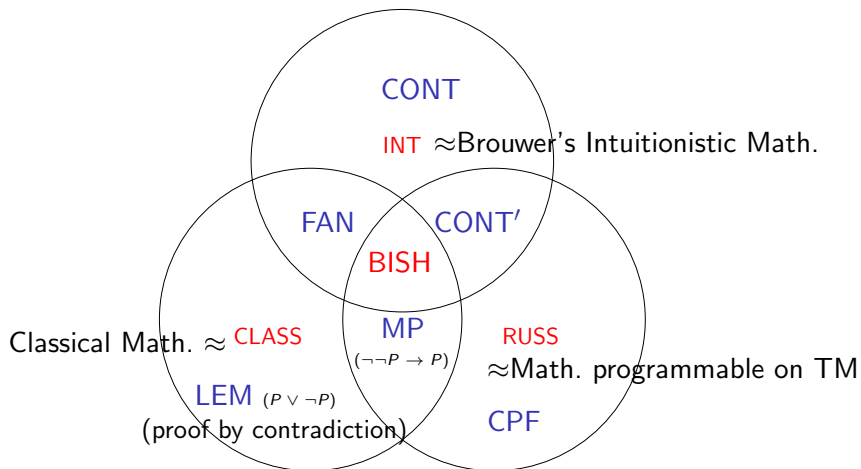 CONT
INT ≈Brouwer's Intuitionistic Math.
FAN CONT′
BISH
Classical Math. ≈ CLASS MP RUSS
(¬¬P → P)
≈Math. programmable on TM
LEM (P ∨ ¬P)
CPF
(proof by contradiction)